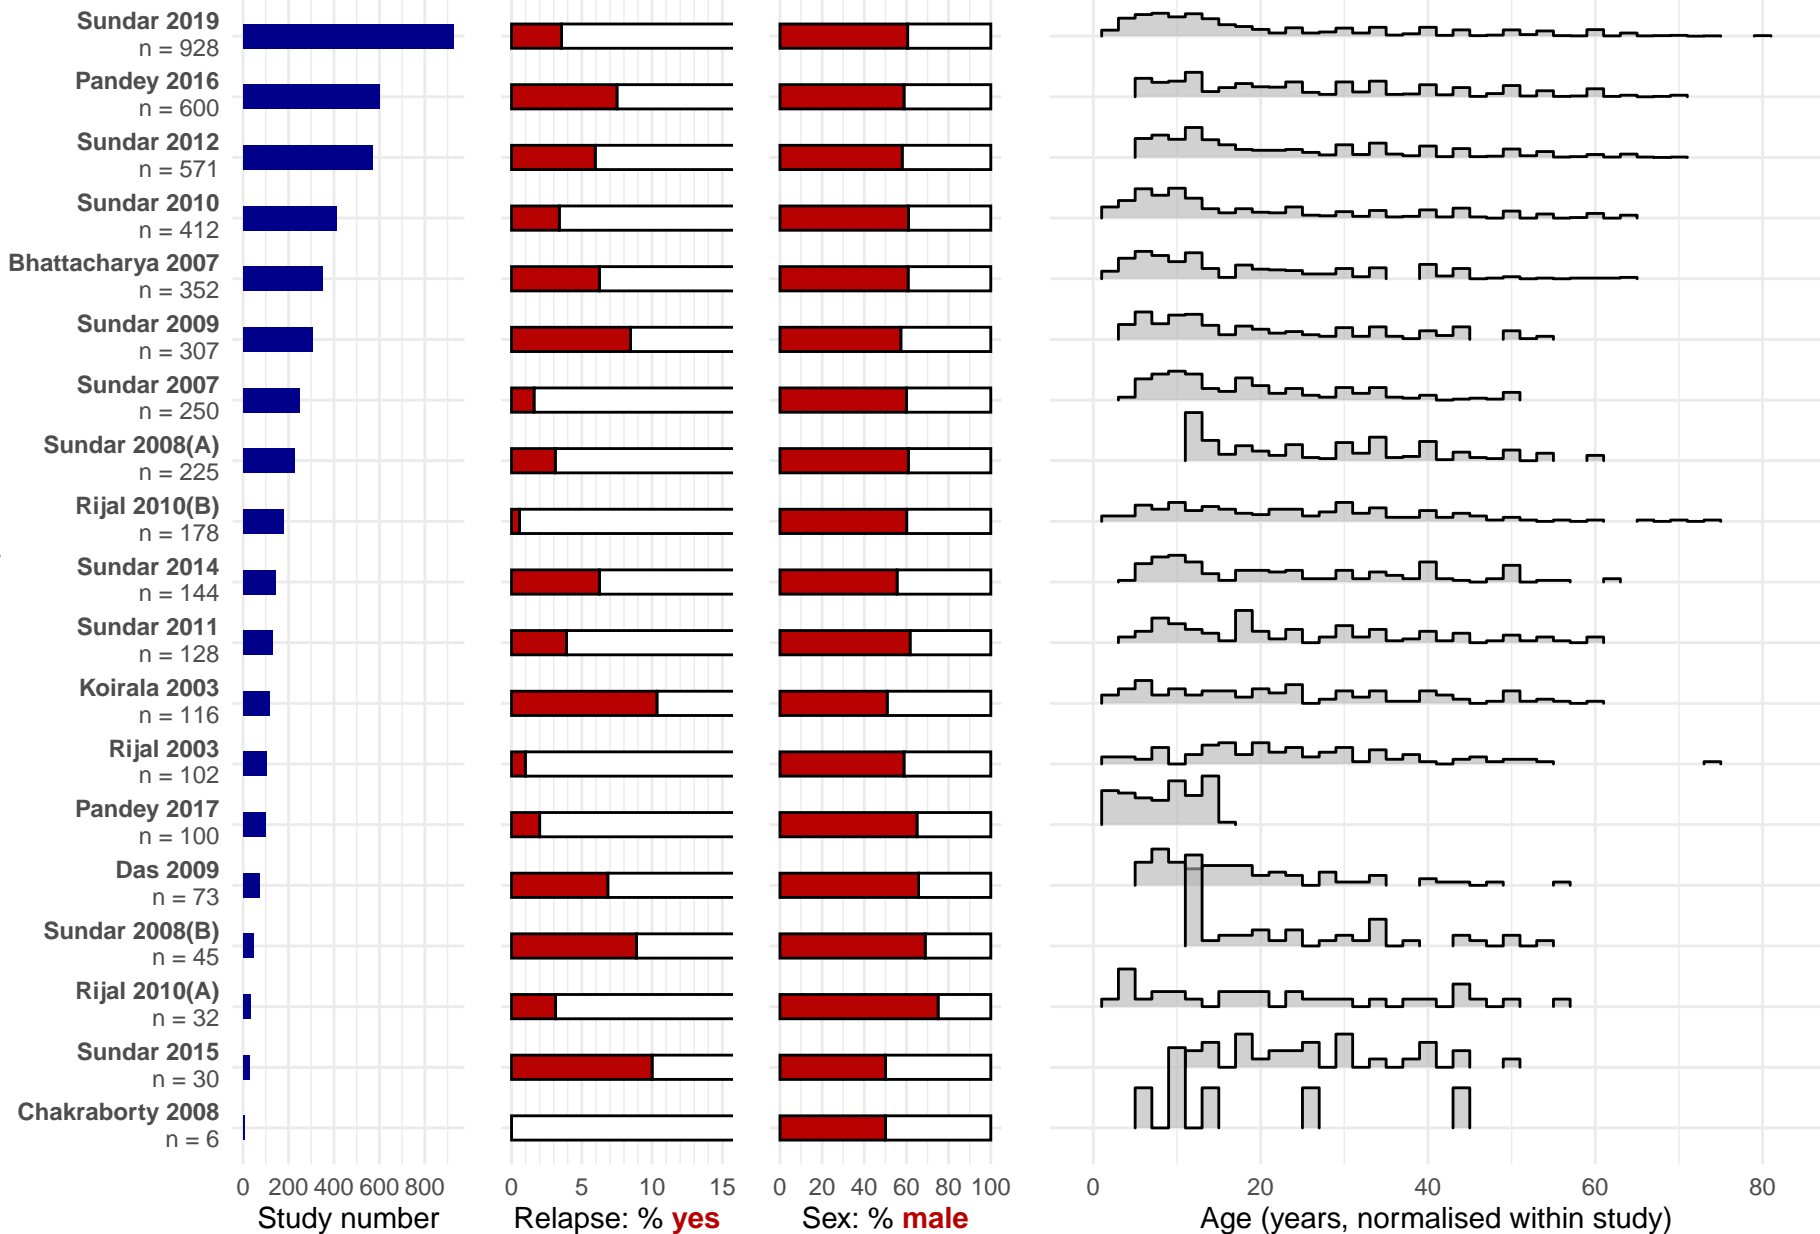 Sundar 2019
n = 928
Pandey 2016
n = 600
Sundar 2012
n = 571
Sundar 2010
n = 412
Bhattacharya 2007
n = 352
Sundar 2009
n = 307
Sundar 2007
n = 250
Sundar 2008(A)
n = 225
Rijal 2010(B)
n = 178
Sundar 2014
n = 144
Sundar 2011
n = 128
Koirala 2003
n = 116
Rijal 2003
n = 102
Pandey 2017
n = 100
Das 2009
n = 73
Sundar 2008(B)
n = 45
Rijal 2010(A)
n = 32
Sundar 2015
n = 30
Chakraborty 2008
n = 6
0 200 400 600 800
Study number
0 5 10 15
Relapse: % yes
0 20 40 60 80 100
Sex: % male
0 20 40 60 80
Age (years, normalised within study)